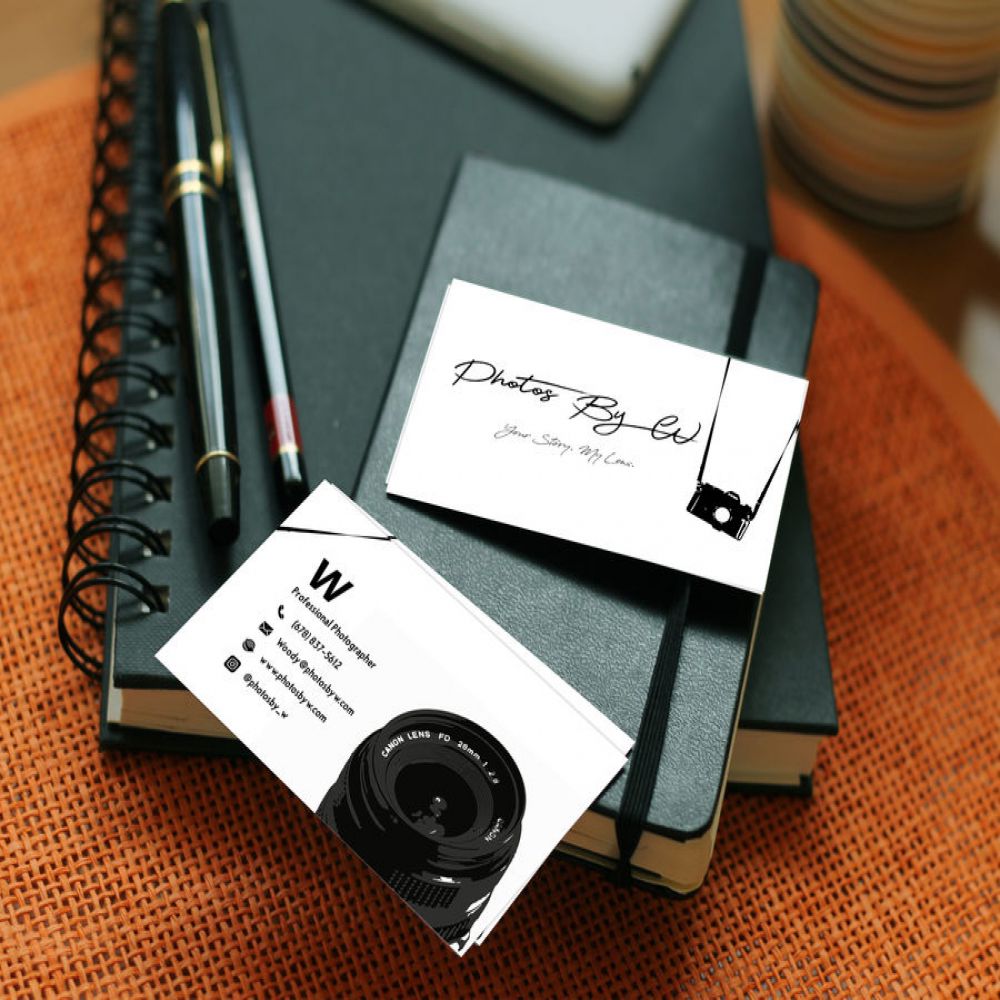 Photos By W
Your Story. My Lens.
W
Professional Photographer
(678) 837-5612
Woody@photosbyw.com
www.photosbyw.com
@photosby_w
CANON LENS FD 28mm 1:2.8
CANON